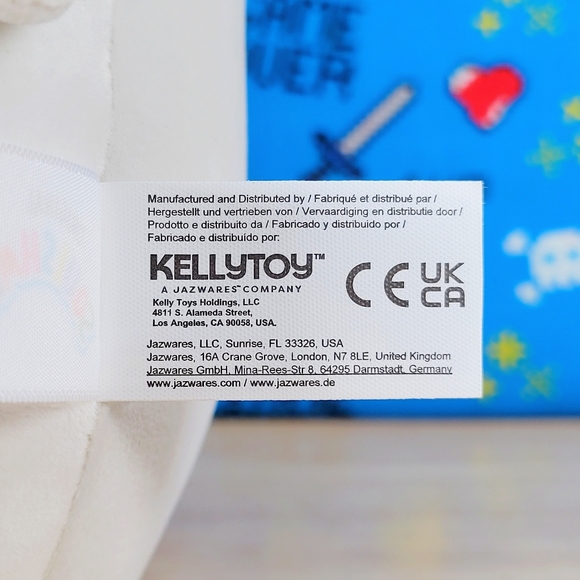 GAME
OVER
Manufactured and Distributed by / Fabriqué et distribué par /
Hergestellt und vertrieben von / Vervaardiging en distributie door /
Prodotto e distribuito da / Fabricado y distribuido por /
Fabricado e distribuído por:
KELLYTOY™
A JAZWARES™ COMPANY
Kelly Toys Holdings, LLC
4811 S. Alameda Street,
Los Angeles, CA 90058, USA.
CE UK
CA
Jazwares, LLC, Sunrise, FL 33326, USA
Jazwares, 16A Crane Grove, London, N7 8LE, United Kingdom
Jazwares GmbH, Mina-Rees-Str 8, 64295 Darmstadt, Germany
www.jazwares.com / www.jazwares.de